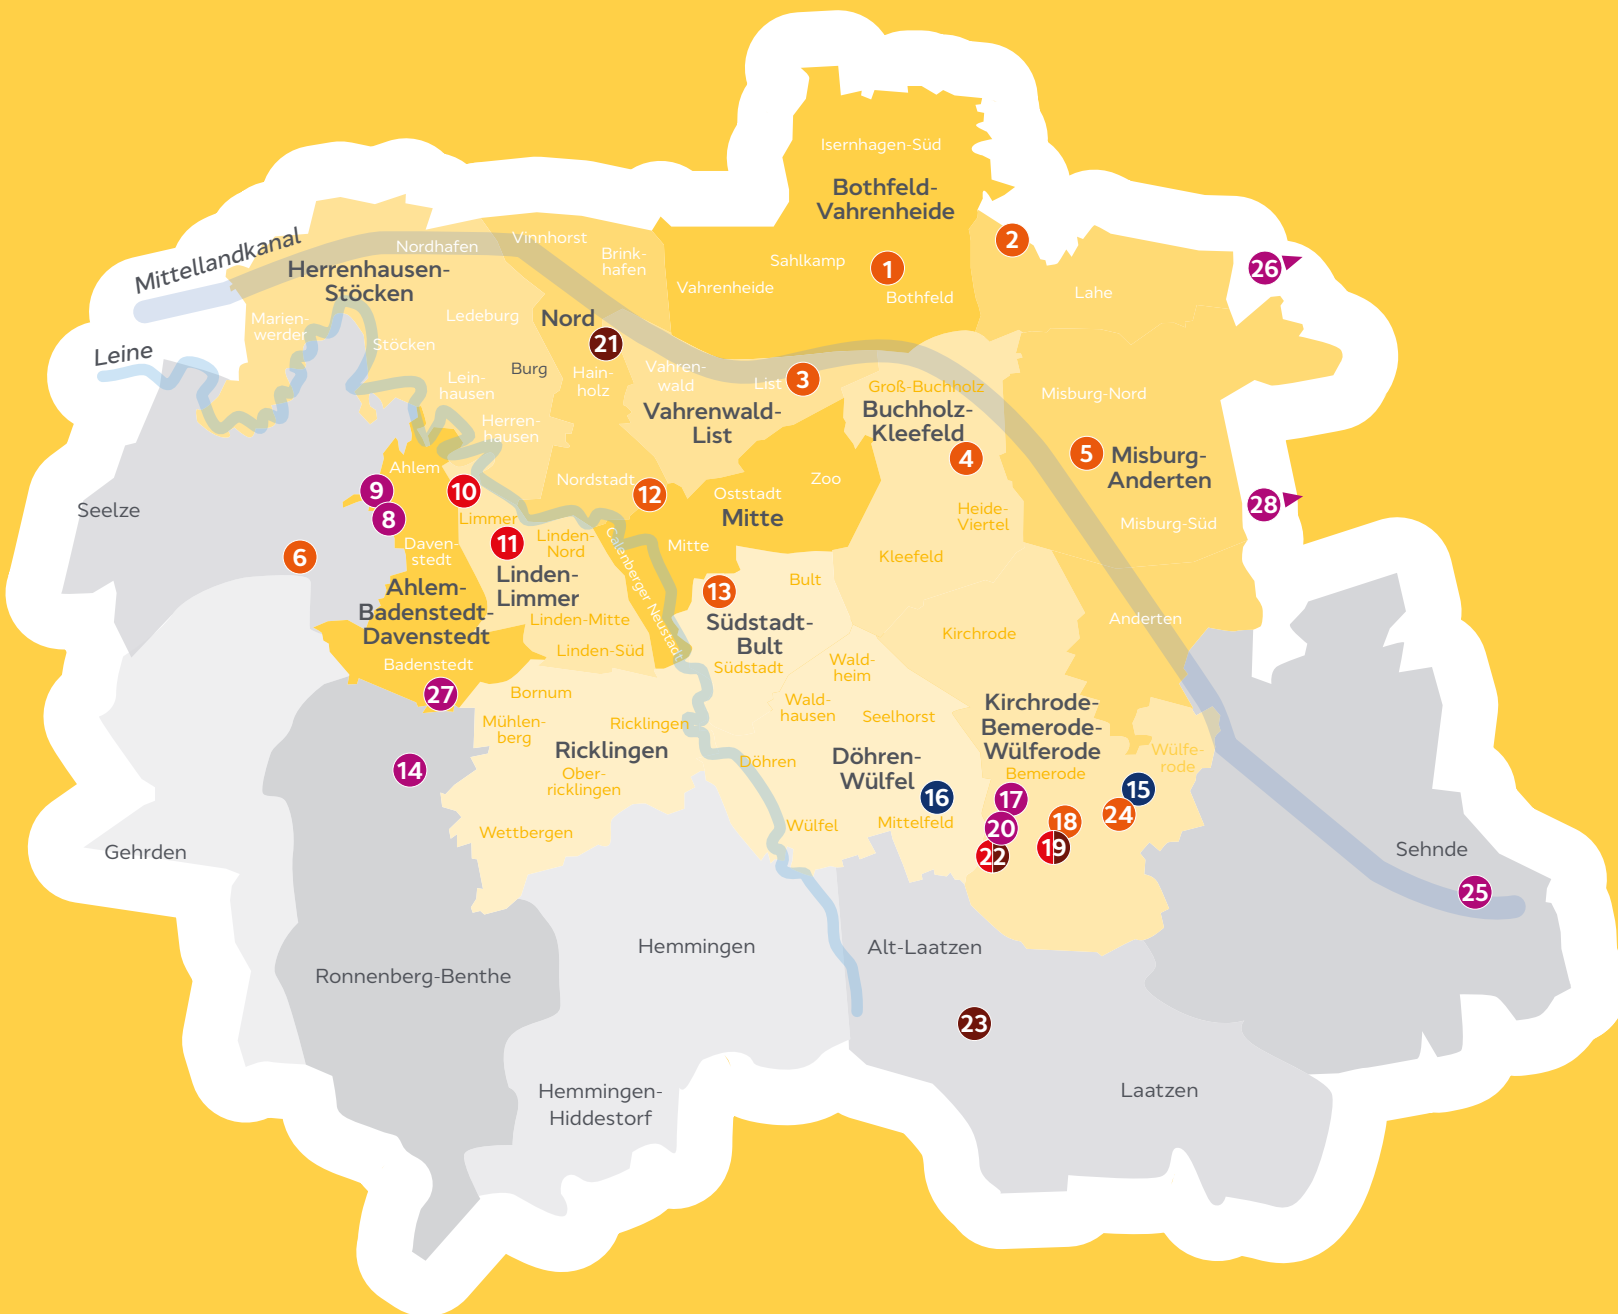 Isernhagen-Süd
Bothfeld-
Vahrenheide
Mittellandkanal
Nordhafen
Vinnhorst
Brink-
hafen
Sahlkamp
1
2
26
Herrenhausen-
Stöcken
Vahrenheide
Bothfeld
Lahe
Marien-
werder
Ledeburg
Nord
21
Stöcken
Leine
Burg
Hain-
holz
Vahren-
wald
List
3
Lein-
hausen
Groß-Buchholz
Misburg-Nord
Vahrenwald-
List
Buchholz-
Kleefeld
4
Herren-
hausen
5
Misburg-
Anderten
Ahlem
9
10
Nordstadt
12
Oststadt
Zoo
Mitte
28
Seelze
8
Limmer
11
Linden-
Nord
Calenberger Neustadt
Mitte
Heide-
Viertel
Misburg-Süd
6
Daven-
stedt
Kleefeld
Ahlem-
Badenstedt-
Davenstedt
Linden-
Limmer
13
Bult
Südstadt-
Bult
Linden-Mitte
Kirchrode
Anderten
Badenstedt
Linden-Süd
Südstadt
Wald-
heim
27
Bornum
Wald-
hausen
Seelhorst
Kirchrode-
Bemerode-
Wülferode
Mühlen-
berg
Ricklingen
Ricklingen
14
Ober-
ricklingen
Döhren
Döhren-
Wülfel
16
Wülfe-
rode
Bemerode
17
15
24
18
20
19
22
Wettbergen
Wülfel
Mittelfeld
Gehrden
Sehnde
25
Hemmingen
Alt-Laatzen
Ronnenberg-Benthe
23
Hemmingen-
Hiddestorf
Laatzen